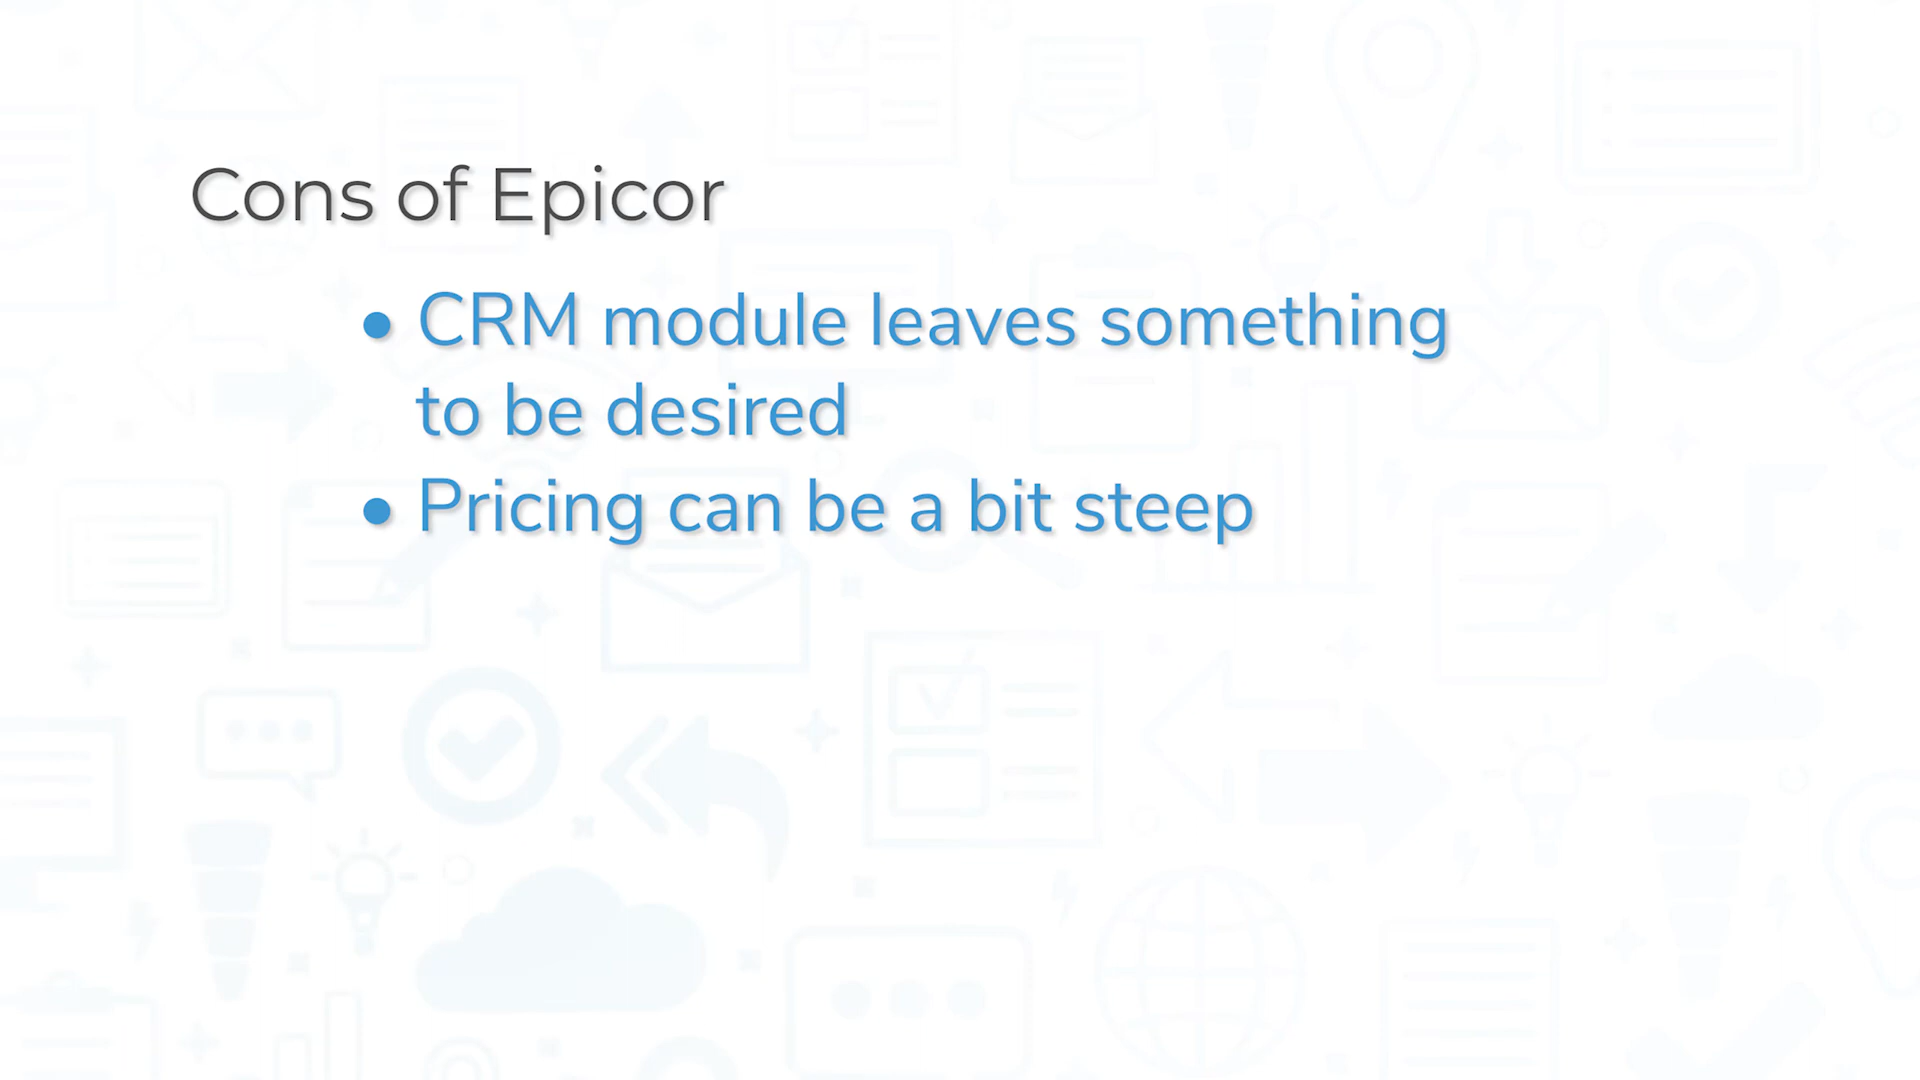 Cons of Epicor
• CRM module leaves something
to be desired
• Pricing can be a bit steep